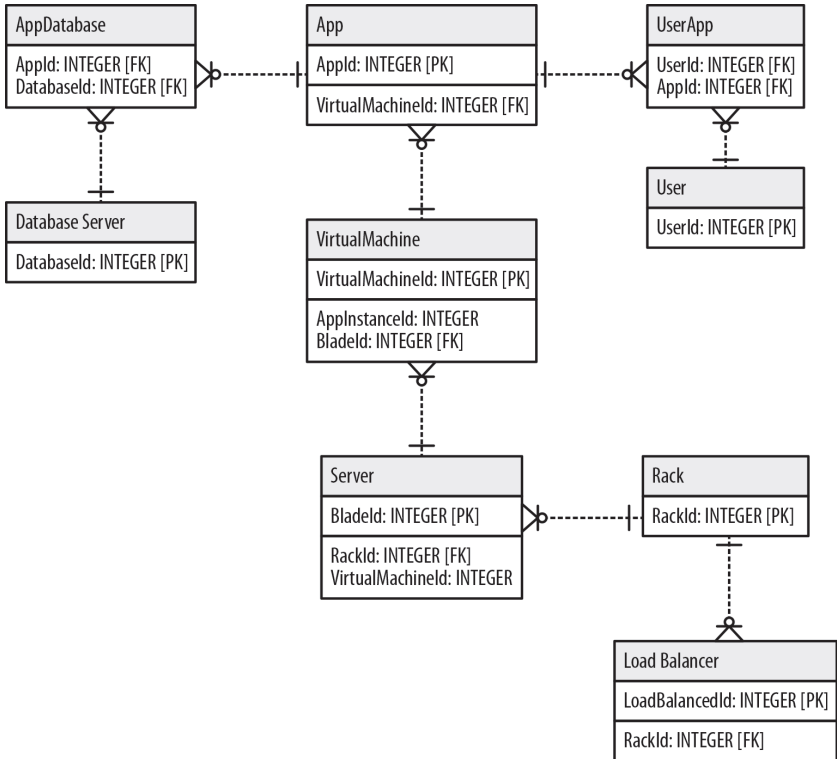 AppDatabase
AppId: INTEGER [FK]
DatabaseId: INTEGER [FK]
App
AppId: INTEGER [PK]
VirtualMachineId: INTEGER [FK]
UserApp
UserId: INTEGER [FK]
AppId: INTEGER [FK]
Database Server
DatabaseId: INTEGER [PK]
User
UserId: INTEGER [PK]
VirtualMachine
VirtualMachineId: INTEGER [PK]
AppInstanceId: INTEGER
BladeId: INTEGER [FK]
Server
BladeId: INTEGER [PK]
RackId: INTEGER [FK]
VirtualMachineId: INTEGER
Rack
RackId: INTEGER [PK]
Load Balancer
LoadBalancedId: INTEGER [PK]
RackId: INTEGER [FK]